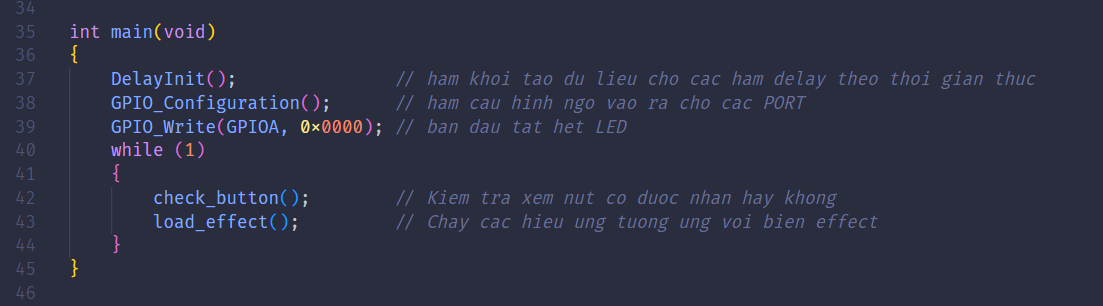 34
35 int main(void)
36 {
37 DelayInit(); // ham khoi tao du lieu cho cac ham delay theo thoi gian thuc
38 GPIO_Configuration(); // ham cau hinh ngo vao ra cho cac PORT
39 GPIO_Write(GPIOA, 0x0000); // ban dau tat het LED
40 while (1)
41 {
42 check_button(); // Kiem tra xem nut co duoc nhan hay khong
43 load_effect(); // Chay cac hieu ung tuong ung voi bien effect
44 }
45 }
46